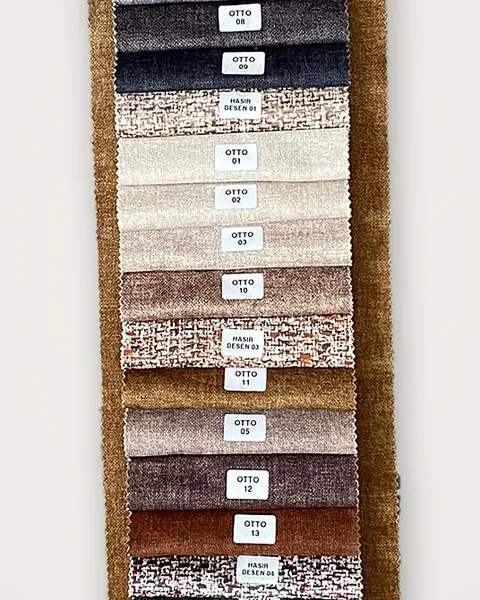 OTTO
08
OTTO
09
HASIR
DESEN 01
OTTO
01
OTTO
02
OTTO
03
OTTO
10
HASIR
DESEN 03
OTTO
11
OTTO
05
OTTO
12
OTTO
13
HASIR
DESEN 04